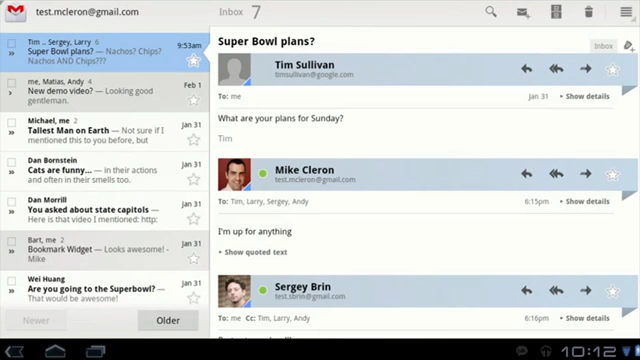 test.mcleron@gmail.com
Inbox 7
Tim .. Sergey, Larry 6
9:53am
Super Bowl plans? — Nachos? Chips?
Nachos AND Chips???
me, Matias, Andy 4
Feb 1
New demo video? — Looking good
gentleman.
Michael, me 2
Jan 31
Tallest Man on Earth — Not sure if I
mentioned this to you before, but
Dan Bornstein
Jan 31
Cats are funny... — in their actions
and often in their smells too.
Dan Morrill
Jan 31
You asked about state capitols —
Here is that video I mentioned: http:
Bart, me 2
Jan 31
Bookmark Widget — Looks awesome! -
Mike
Wei Huang
Jan 31
Are you going to the Superbowl? —
That would be awesome!
Newer
Older
Super Bowl plans?
Inbox
Tim Sullivan
timsullivan@google.com
To: me
Jan 31
Show details
What are your plans for Sunday?
Tim
Mike Cleron
test.mcleron@gmail.com
To: Tim, Larry, Sergey, Andy
6:15pm
Show details
I'm up for anything
Show quoted text
Sergey Brin
test.sbrin@gmail.com
To: me Cc: Tim, Larry, Andy
6:16pm
Show details
10:12